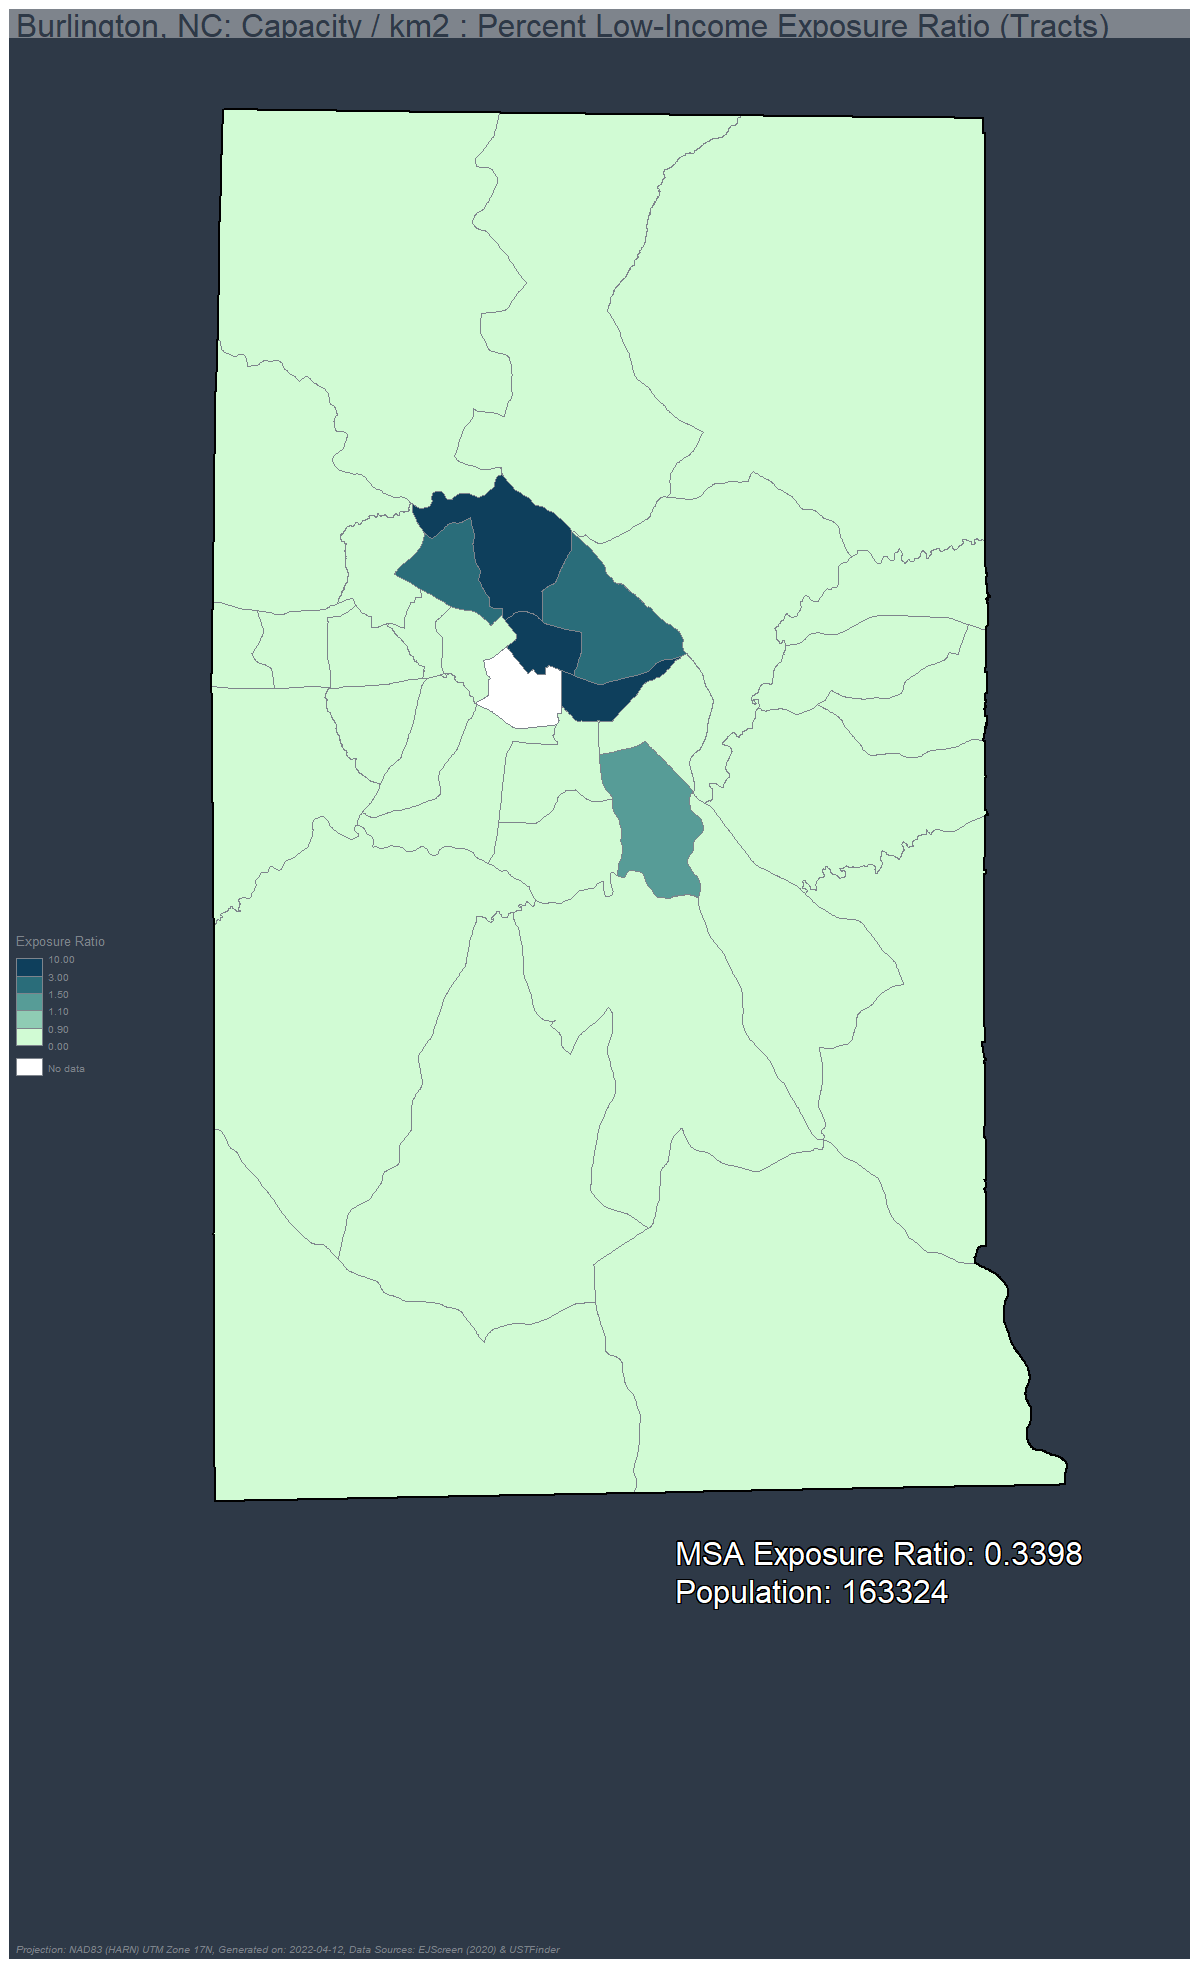 Burlington, NC: Capacity / km2 : Percent Low-Income Exposure Ratio (Tracts)
Exposure Ratio
10.00
3.00
1.50
1.10
0.90
0.00
No data
MSA Exposure Ratio: 0.3398
Population: 163324
Projection: NAD83 (HARN) UTM Zone 17N, Generated on: 2022-04-12, Data Sources: EJScreen (2020) & USTFinder